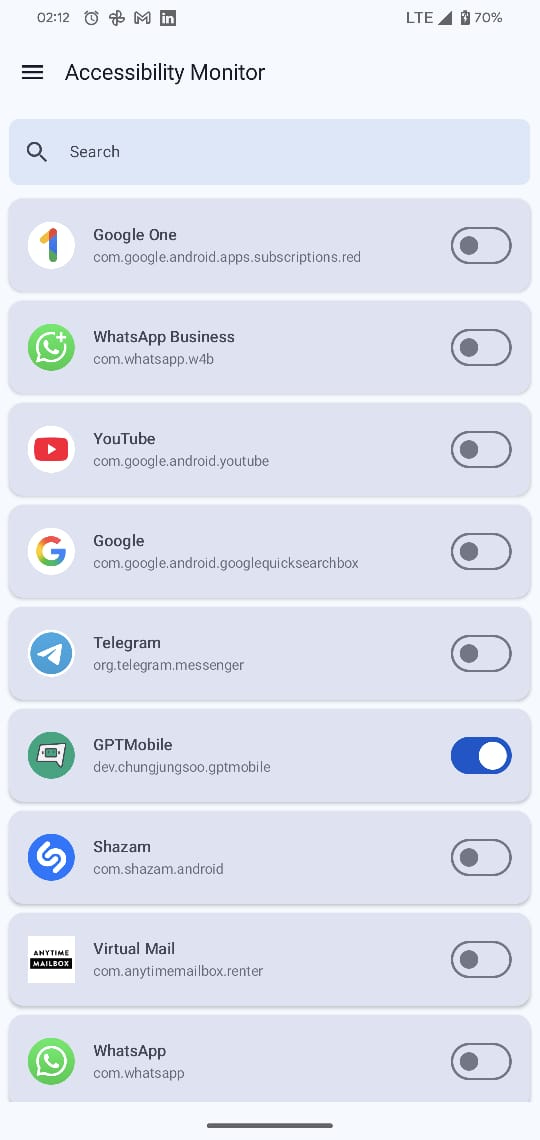 02:12
LTE 70%
Accessibility Monitor
Search
Google One
com.google.android.apps.subscriptions.red
WhatsApp Business
com.whatsapp.w4b
YouTube
com.google.android.youtube
Google
com.google.android.googlequicksearchbox
Telegram
org.telegram.messenger
GPTMobile
dev.chungjungsoo.gptmobile
Shazam
com.shazam.android
ANYTIME
MAILBOX
Virtual Mail
com.anytimemailbox.renter
WhatsApp
com.whatsapp